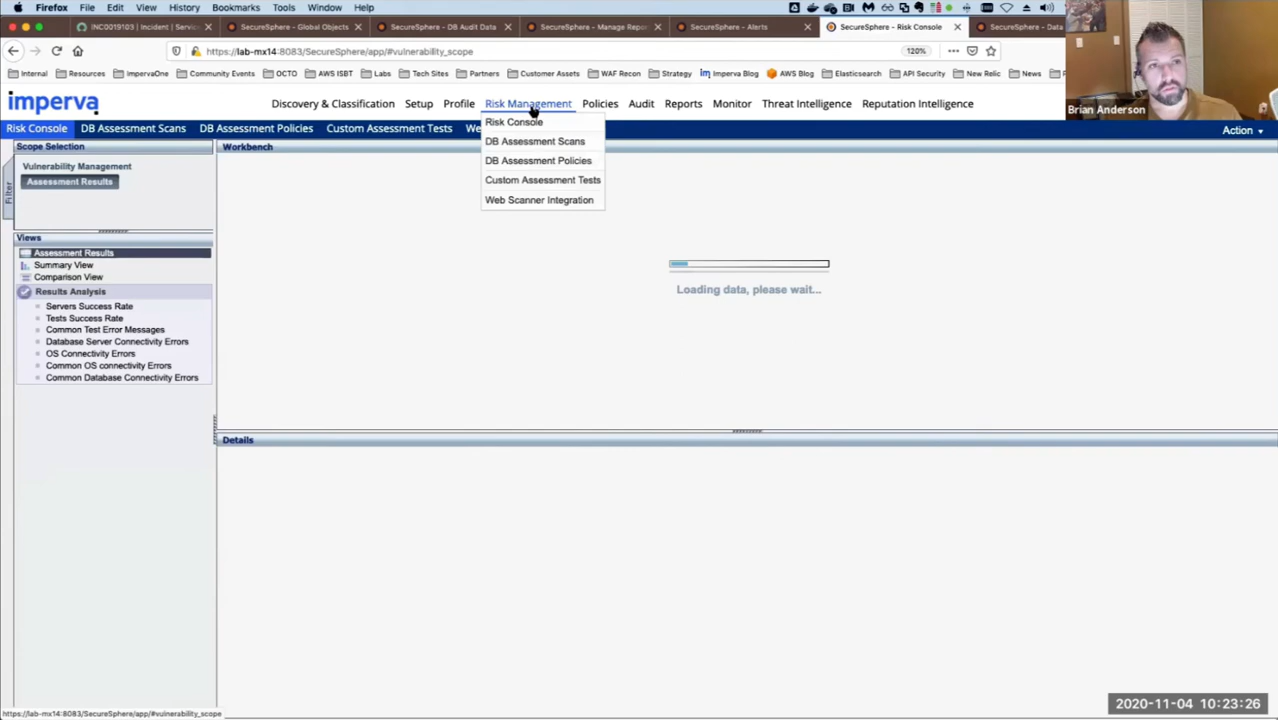 Firefox File Edit View History Bookmarks Tools Window Help
INC0019103 | Incident | Servic
SecureSphere - Global Objects
SecureSphere - DB Audit Data
SecureSphere - Manage Repor
SecureSphere - Alerts
SecureSphere - Risk Console
SecureSphere - Data
https://lab-mx14:8083/SecureSphere/app/#vulnerability_scope
120%
Internal Resources ImpervaOne Community Events OCTO AWS ISBT Labs Tech Sites Partners Customer Assets WAF Recon Strategy Imperva Blog AWS Blog Elasticsearch API Security New Relic News
Brian Anderson
imperva
Discovery & Classification Setup Profile Risk Management Policies Audit Reports Monitor Threat Intelligence Reputation Intelligence
Risk Console DB Assessment Scans DB Assessment Policies Custom Assessment Tests We
Action
Risk Console
DB Assessment Scans
DB Assessment Policies
Custom Assessment Tests
Web Scanner Integration
Scope Selection
Workbench
Filter
Vulnerability Management
Assessment Results
Views
Assessment Results
Summary View
Comparison View
Results Analysis
Servers Success Rate
Tests Success Rate
Common Test Error Messages
Database Server Connectivity Errors
OS Connectivity Errors
Common OS connectivity Errors
Common Database Connectivity Errors
Loading data, please wait...
Details
https://lab-mx14:8083/SecureSphere/app/#vulnerability_scope
2020-11-04 10:23:26